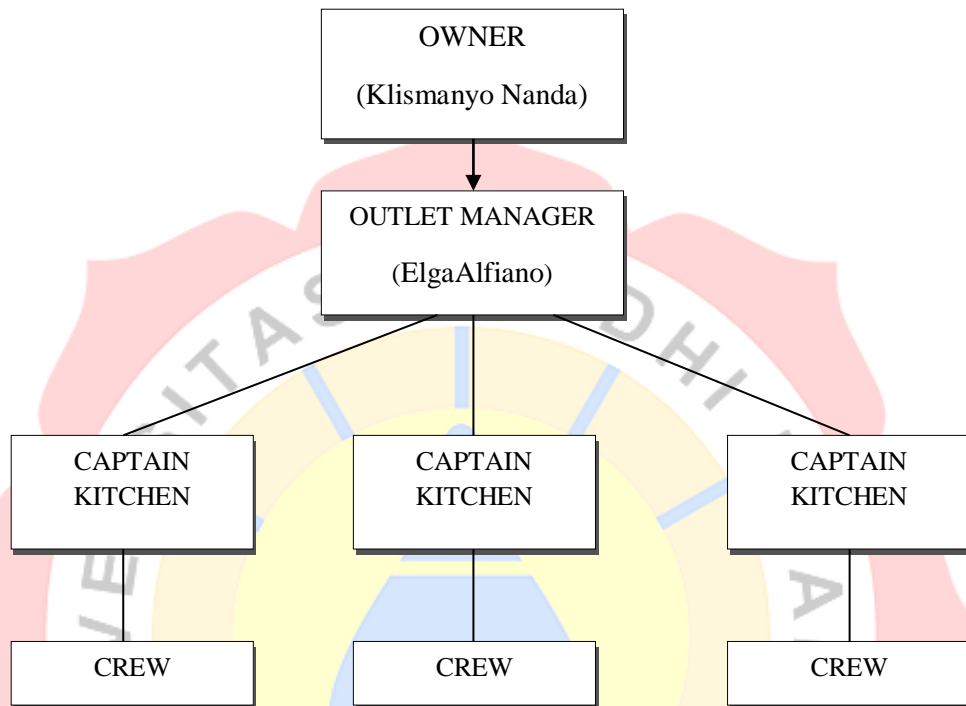 OWNER
(Klismanyo Nanda)
OUTLET MANAGER
(ElgaAlfiano)
CAPTAIN
KITCHEN
CAPTAIN
KITCHEN
CAPTAIN
KITCHEN
CREW
CREW
CREW